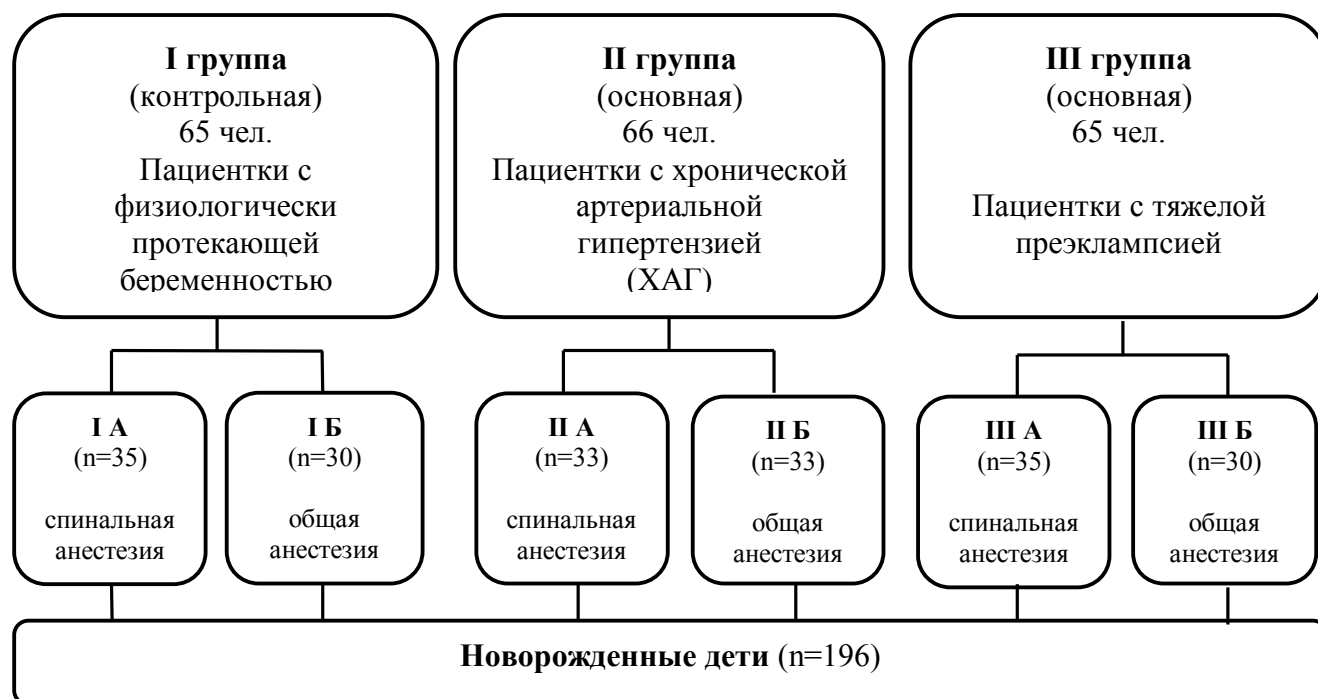 I группа
(контрольная)
65 чел.
Пациентки с
физиологически
протекающей
беременностью
II группа
(основная)
66 чел.
Пациентки с хронической
артериальной
гипертензией
(ХАГ)
III группа
(основная)
65 чел.
Пациентки с тяжелой
преэклампсией
I А
(n=35)
спинальная
анестезия
I Б
(n=30)
общая
анестезия
II А
(n=33)
спинальная
анестезия
II Б
(n=33)
общая
анестезия
III А
(n=35)
спинальная
анестезия
III Б
(n=30)
общая
анестезия
Новорожденные дети (n=196)